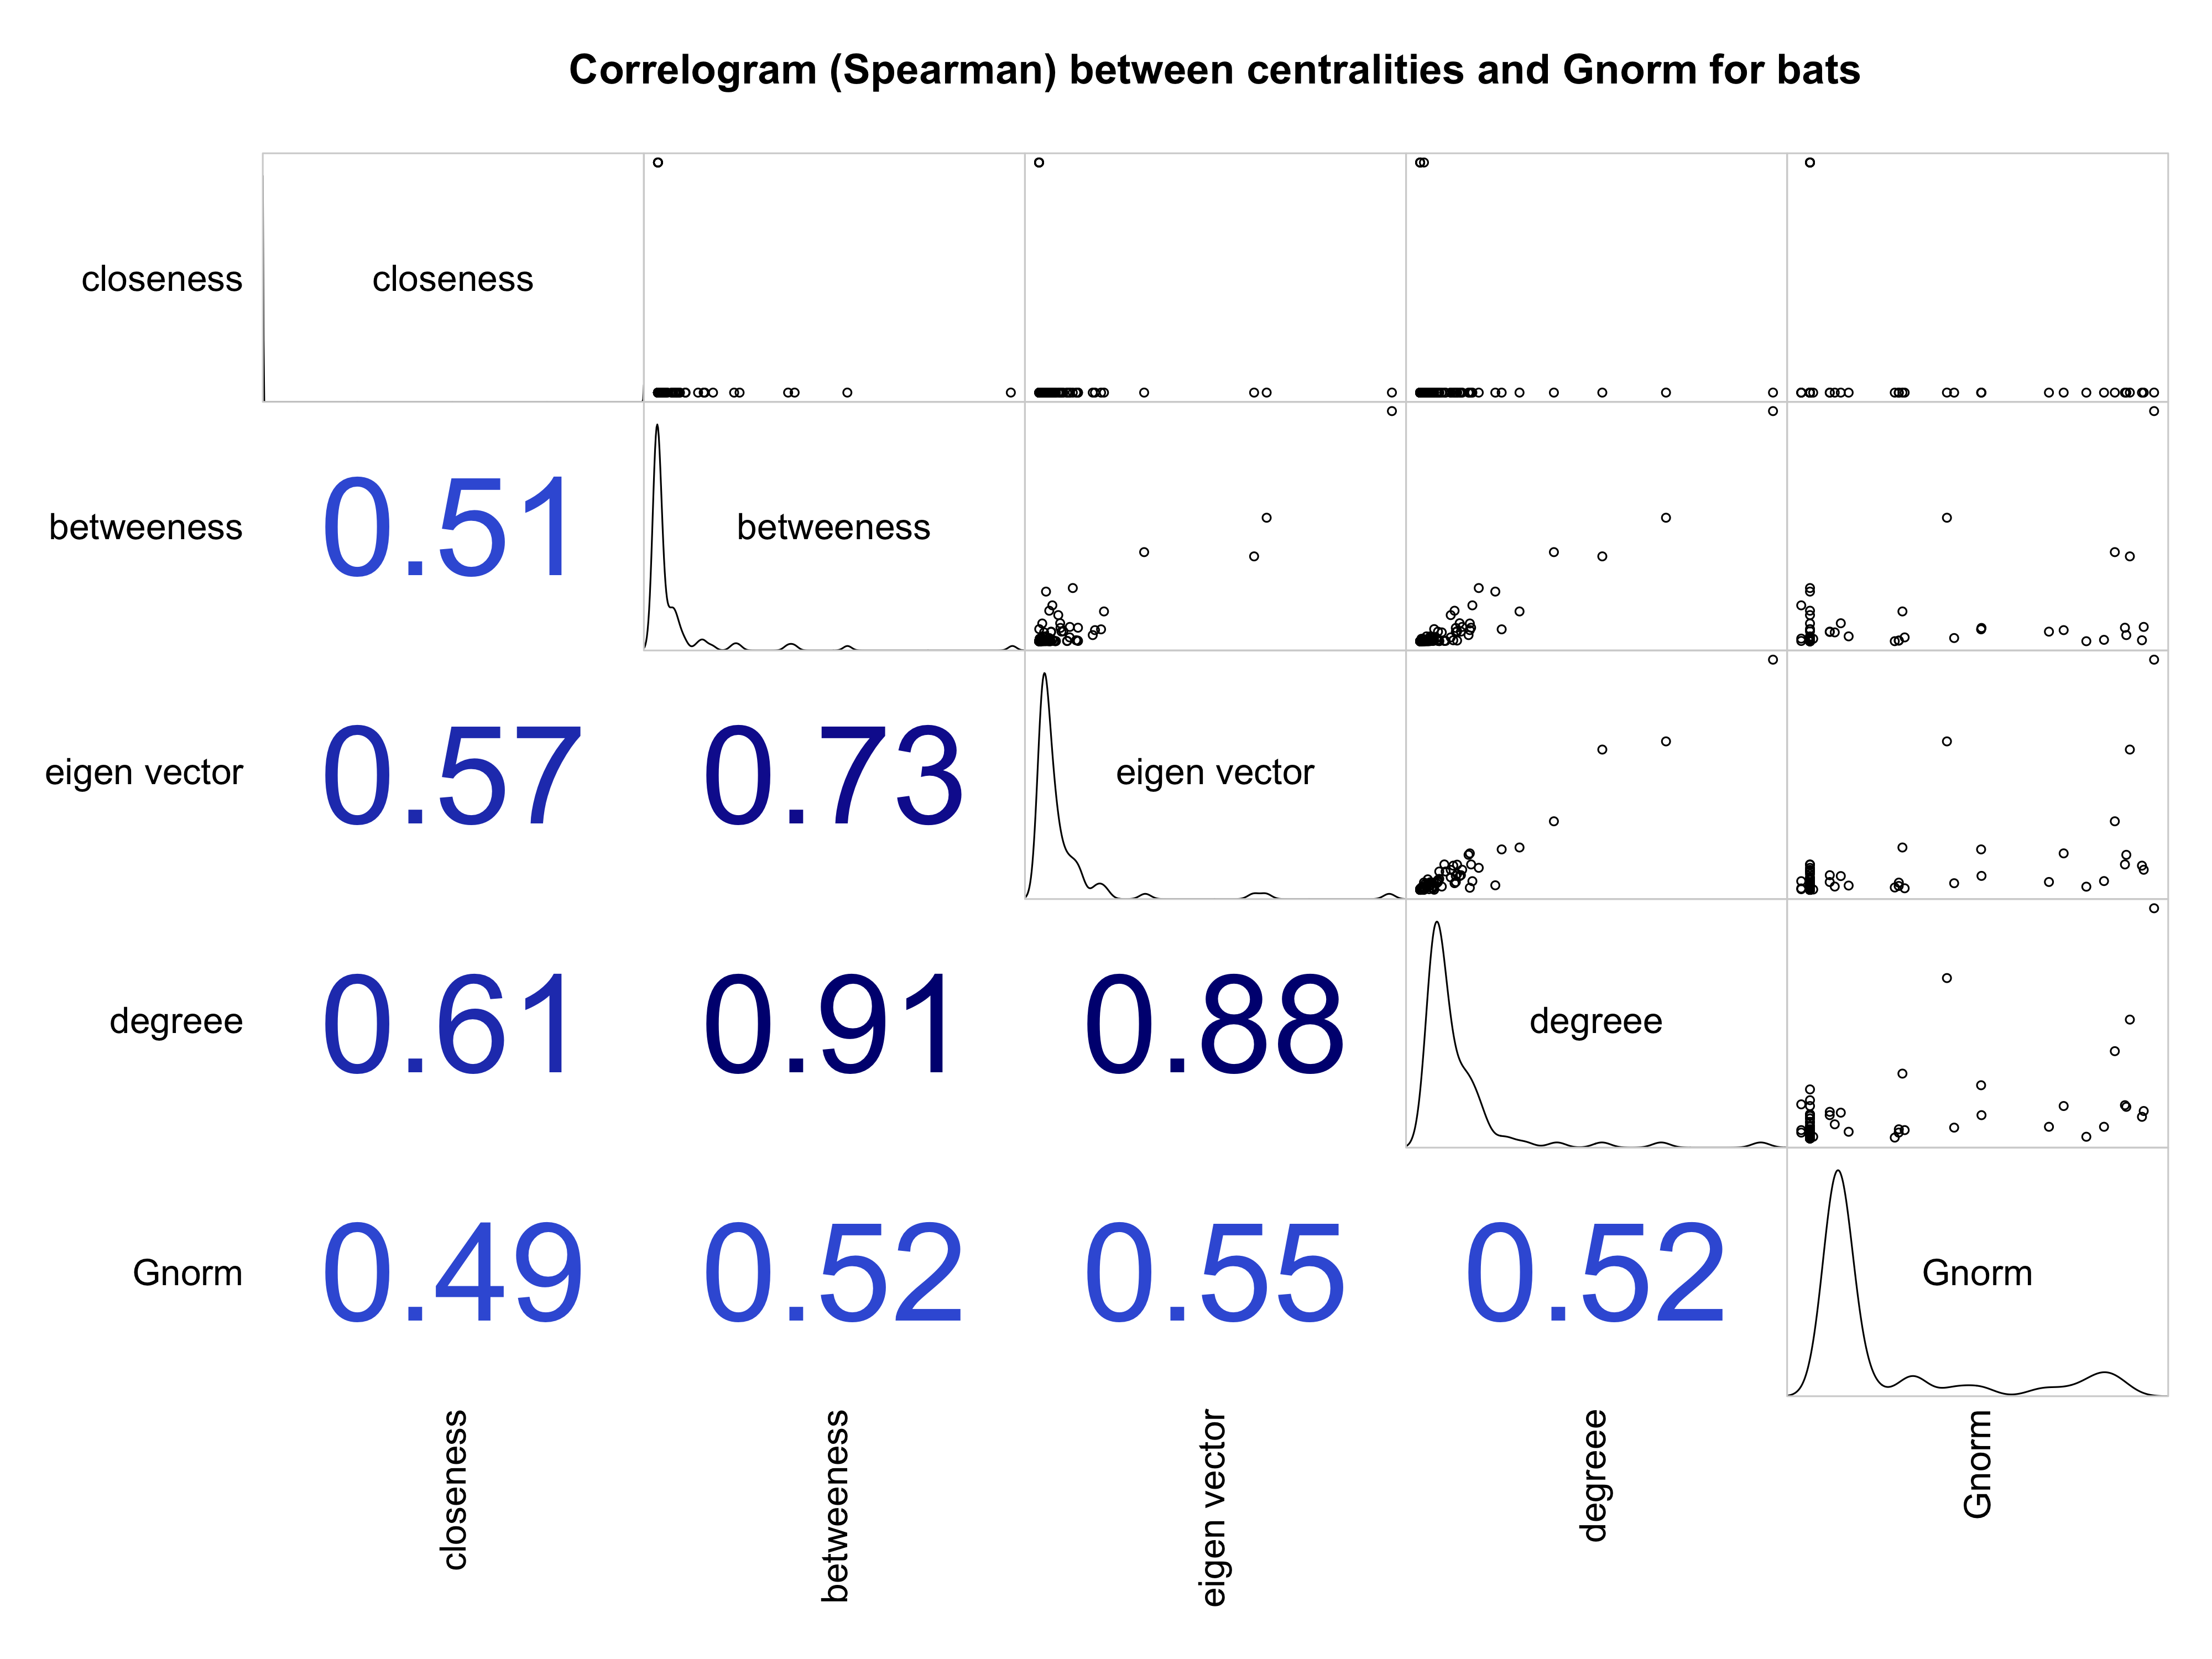 Correlogram (Spearman) between centralities and Gnorm for bats
closeness closeness
betweeness 0.51 betweeness
eigen vector 0.57 0.73 eigen vector
degreee 0.61 0.91 0.88 degreee
Gnorm 0.49 0.52 0.55 0.52 Gnorm
closeness betweeness eigen vector degreee Gnorm